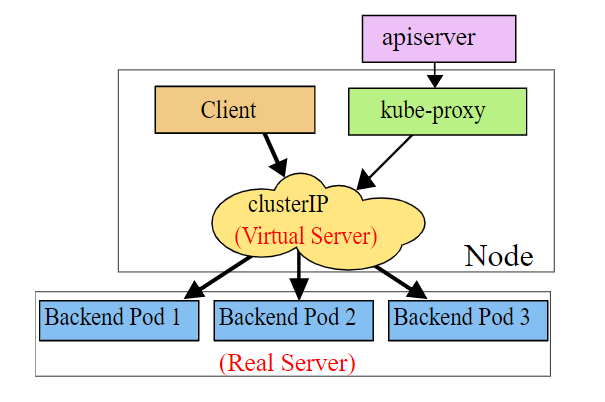 apiserver
Client
kube-proxy
clusterIP
(Virtual Server)
Node
Backend Pod 1
Backend Pod 2
Backend Pod 3
(Real Server)